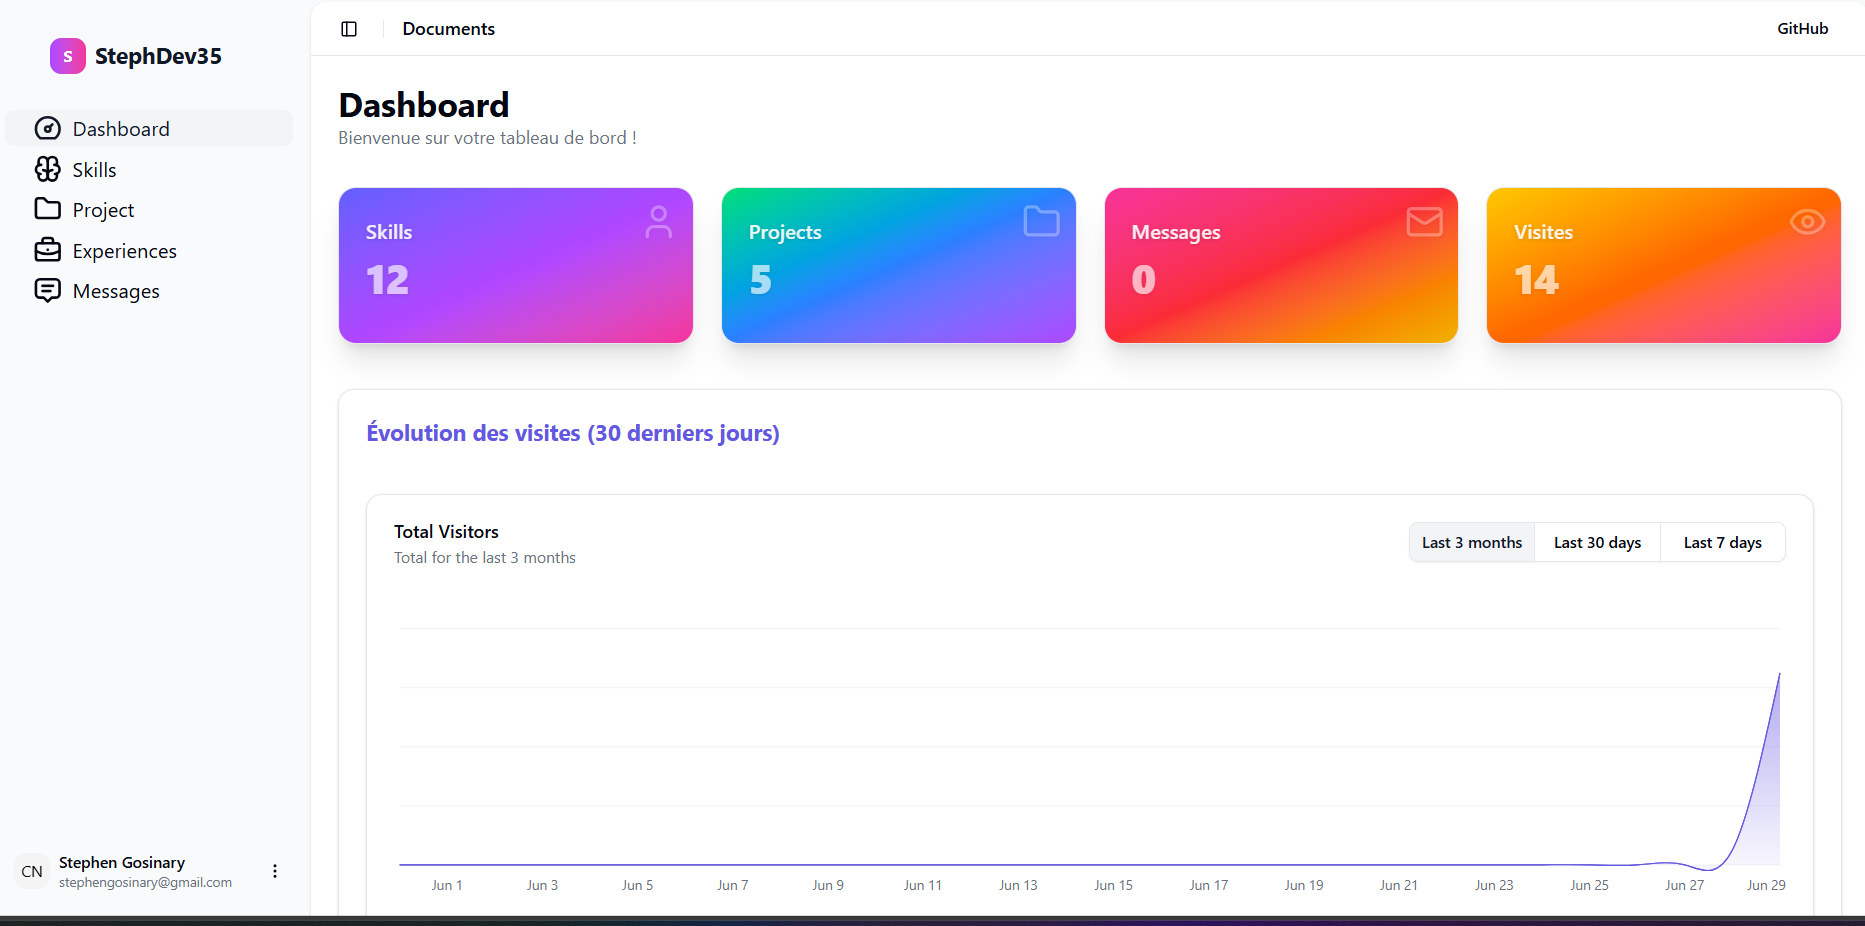 S StephDev35
Dashboard
Skills
Project
Experiences
Messages
CN
Stephen Gosinary
stephengosinary@gmail.com
Documents
GitHub
Dashboard
Bienvenue sur votre tableau de bord !
Skills
12
Projects
5
Messages
0
Visites
14
Évolution des visites (30 derniers jours)
Total Visitors
Total for the last 3 months
Last 3 months Last 30 days Last 7 days
Jun 1 Jun 3 Jun 5 Jun 7 Jun 9 Jun 11 Jun 13 Jun 15 Jun 17 Jun 19 Jun 21 Jun 23 Jun 25 Jun 27 Jun 29